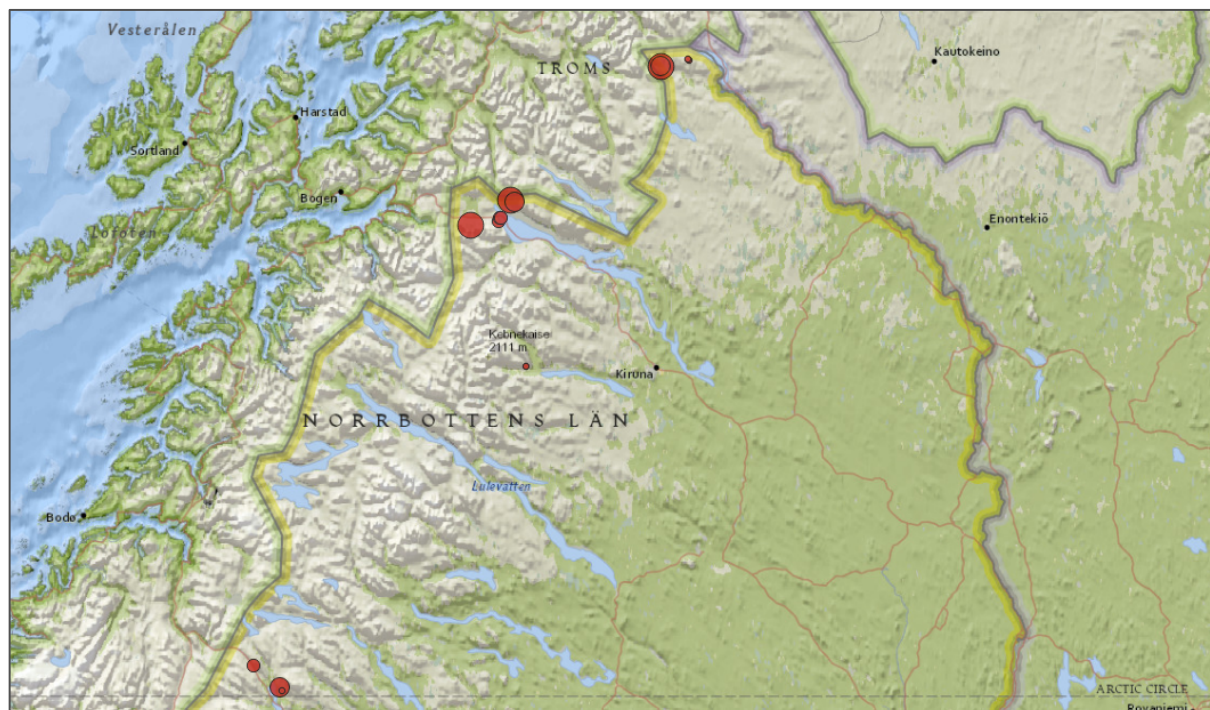 Vesterålen
Kautokeino
TROMS
Harstad
Sortland
Bogen
Enontekiö
Lofoten
Kebnekaise
2111 m
Kiruna
NORRBOTTENS LÄN
Lulevatten
Bodø
ARCTIC CIRCLE
Rovaniemi